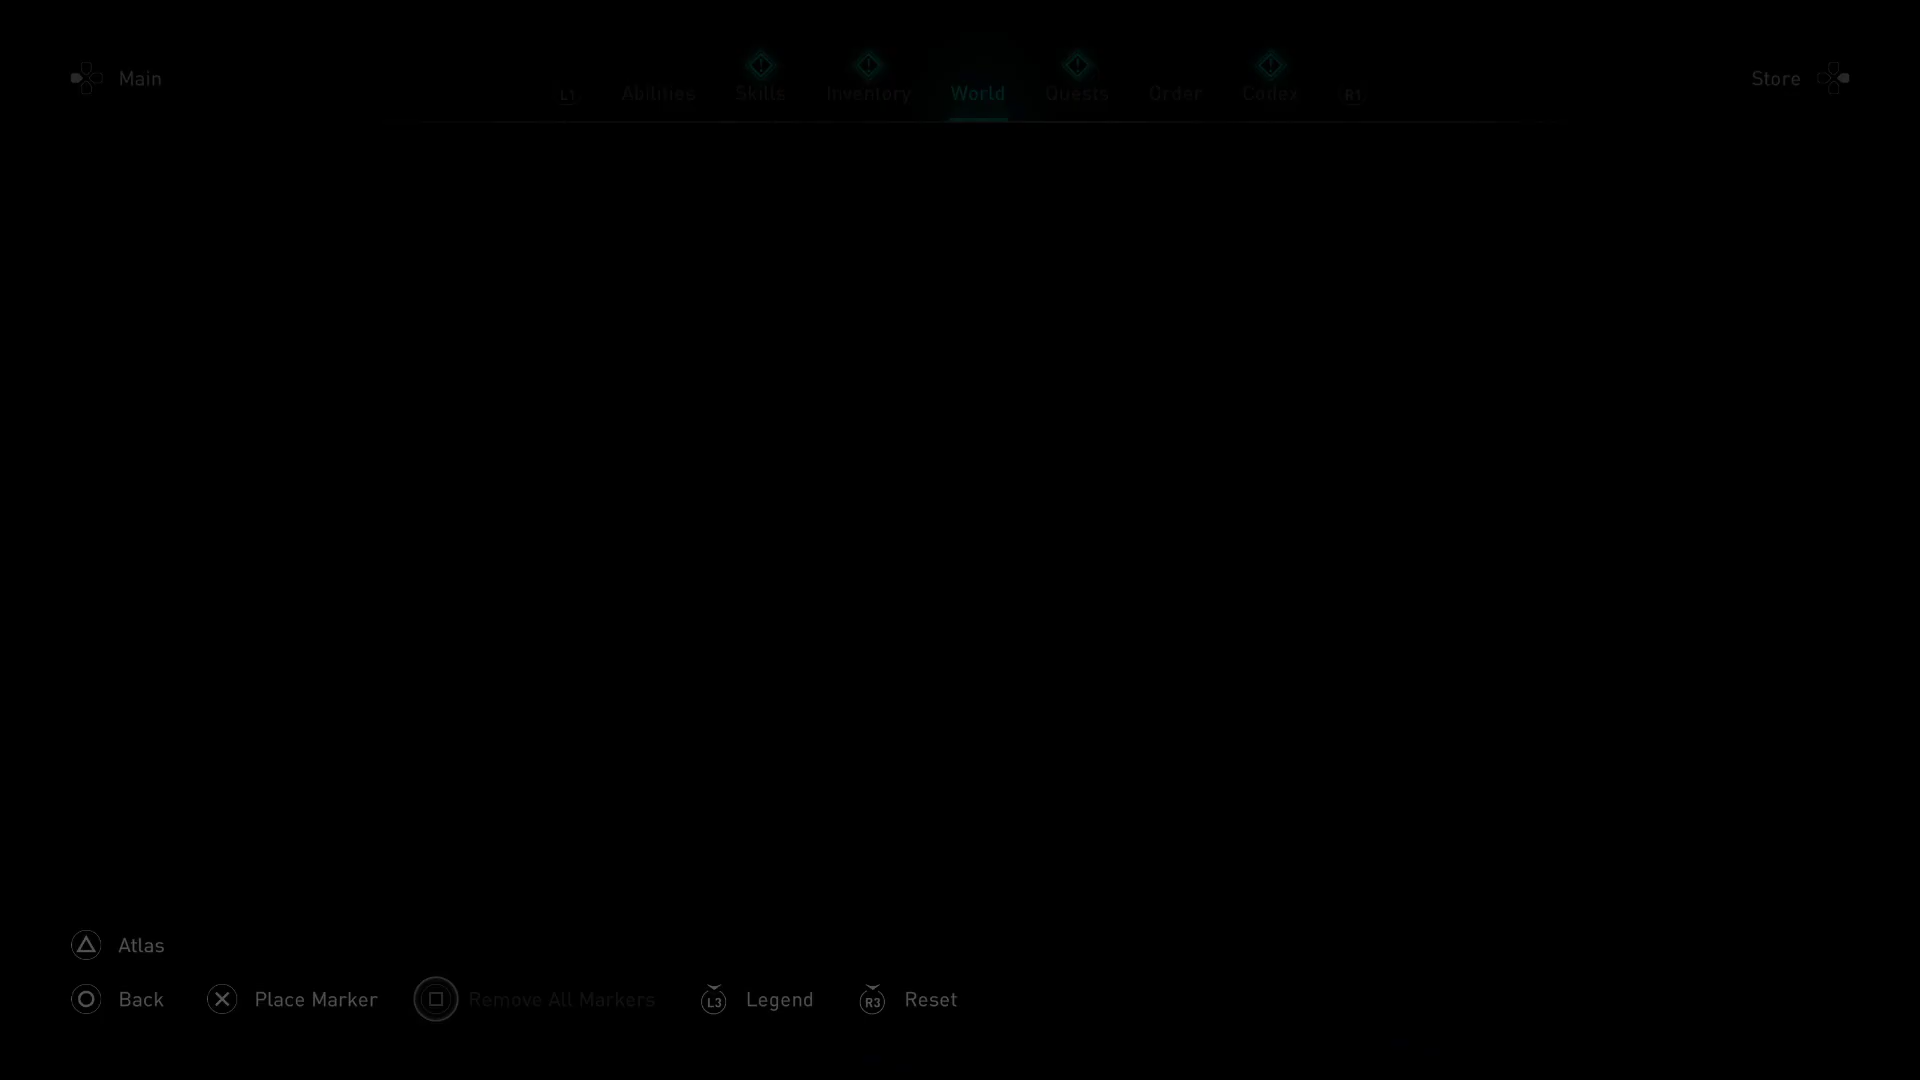 Main
L1 Abilities Skills Inventory World Quests Order Codex R1
Store
Atlas
Back Place Marker Remove All Markers L3 Legend R3 Reset